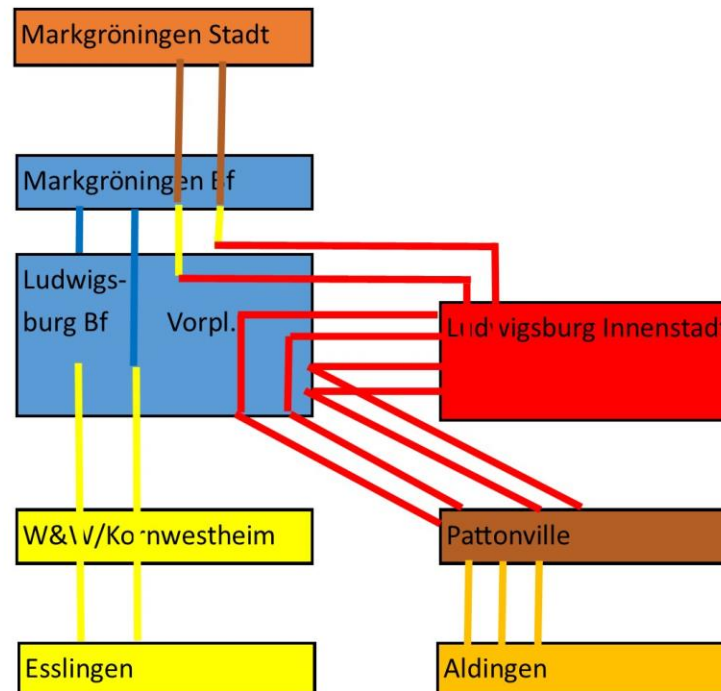 Markgröningen Stadt
Markgröningen Bf
Ludwigs-
burg Bf Vorpl.
Ludwigsburg Innenstadt
W&W/Kornwestheim
Pattonville
Esslingen
Aldingen